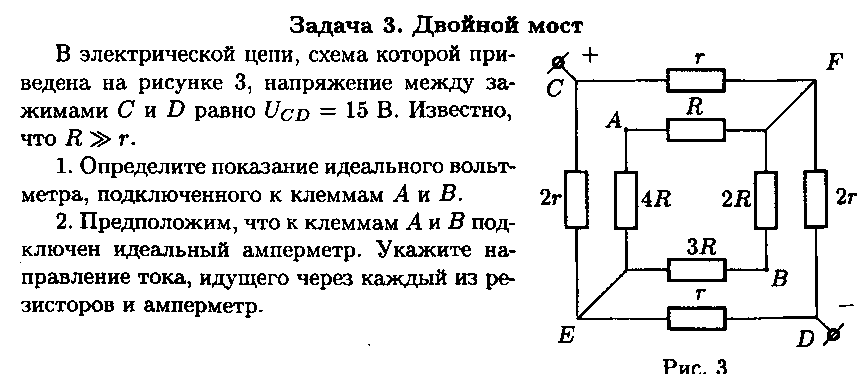 Задача 3. Двойной мост
В электрической цепи, схема которой при-
ведена на рисунке 3, напряжение между за-
жимами C и D равно U_CD = 15 В. Известно,
что R ≫ r.
1. Определите показание идеального вольт-
метра, подключенного к клеммам A и B.
2. Предположим, что к клеммам A и B под-
ключен идеальный амперметр. Укажите на-
правление тока, идущего через каждый из ре-
зисторов и амперметр.
+ r F
C
A R
2r 4R 2R 2r
3R
B
r
E D −
Рис. 3